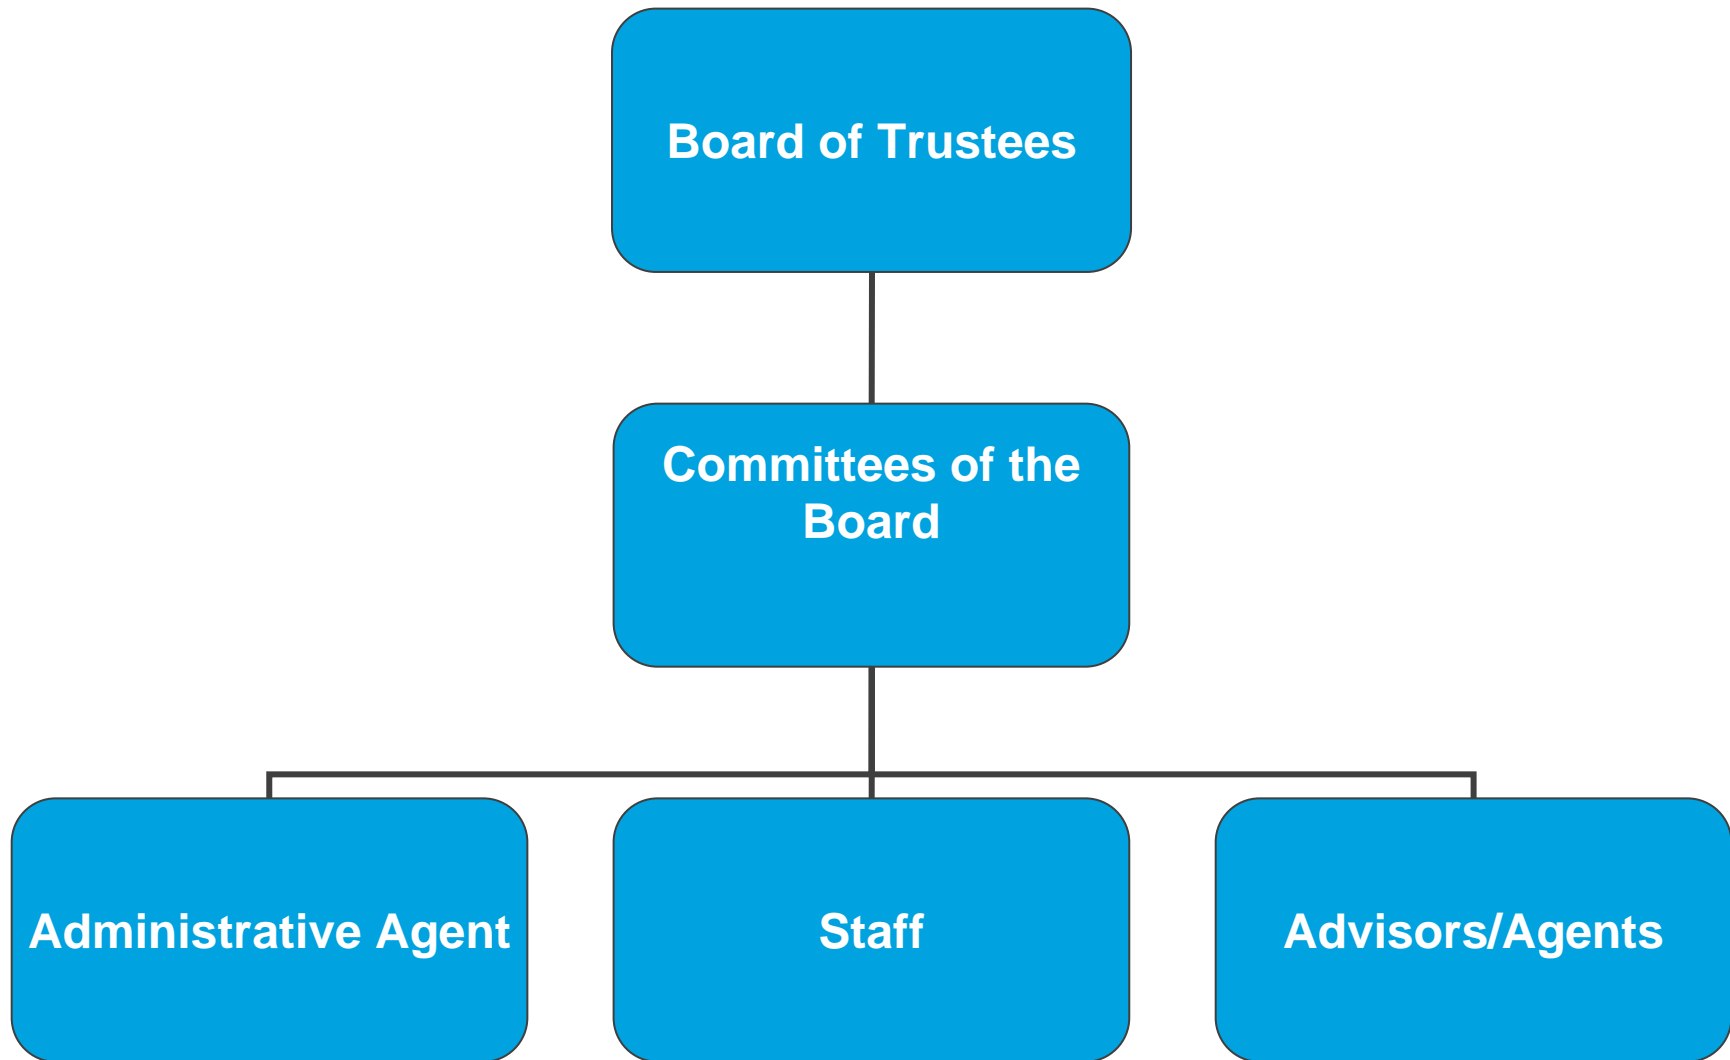 Board of Trustees
Committees of the
Board
Administrative Agent
Staff
Advisors/Agents